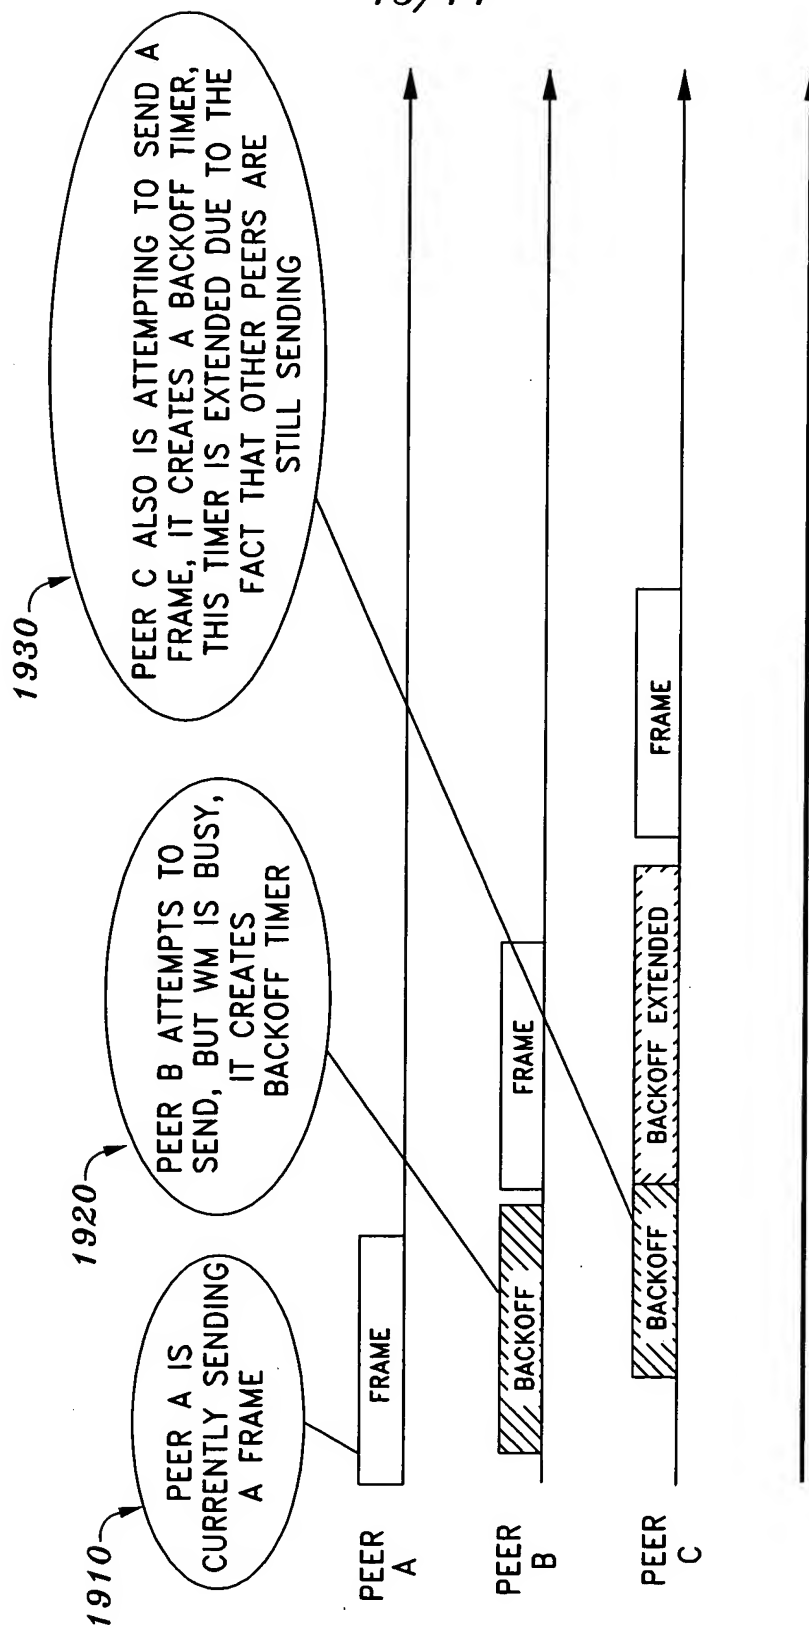 1910
PEER A IS
CURRENTLY SENDING
A FRAME
1920
PEER B ATTEMPTS TO
SEND, BUT WM IS BUSY,
IT CREATES
BACKOFF TIMER
1930
PEER C ALSO IS ATTEMPTING TO SEND A
FRAME, IT CREATES A BACKOFF TIMER,
THIS TIMER IS EXTENDED DUE TO THE
FACT THAT OTHER PEERS ARE
STILL SENDING
PEER
A
FRAME
PEER
B
BACKOFF
FRAME
PEER
C
BACKOFF
BACKOFF EXTENDED
FRAME